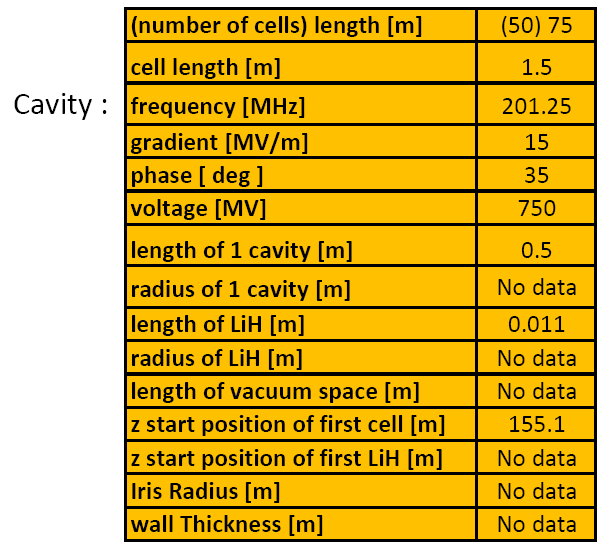 (number of cells) length [m] (50) 75
cell length [m] 1.5
Cavity : frequency [MHz] 201.25
gradient [MV/m] 15
phase [ deg ] 35
voltage [MV] 750
length of 1 cavity [m] 0.5
radius of 1 cavity [m] No data
length of LiH [m] 0.011
radius of LiH [m] No data
length of vacuum space [m] No data
z start position of first cell [m] 155.1
z start position of first LiH [m] No data
Iris Radius [m] No data
wall Thickness [m] No data